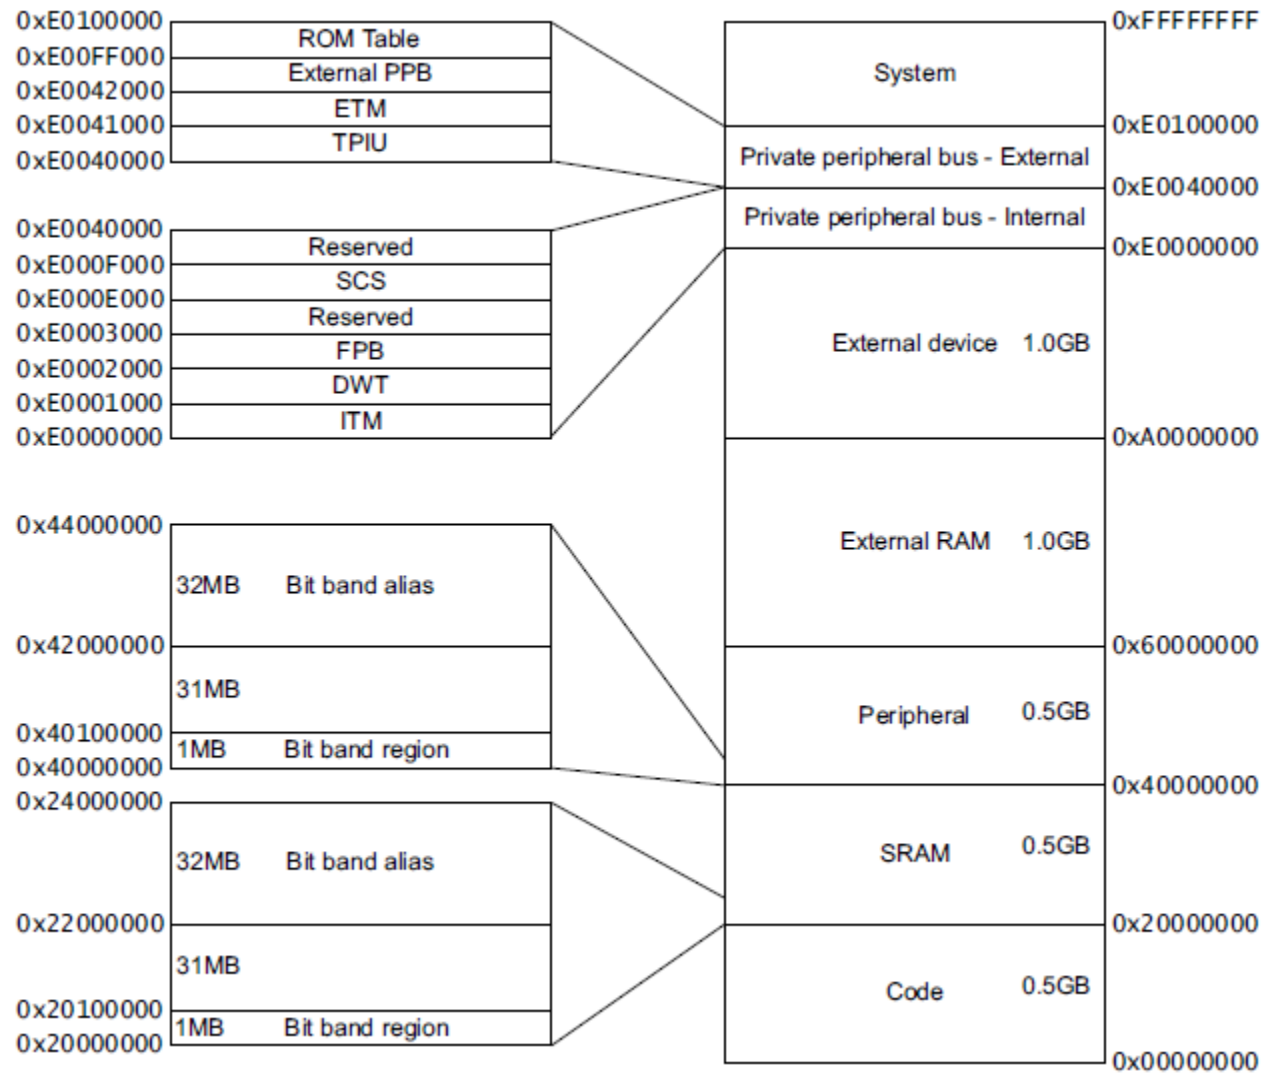 0xE0100000
ROM Table
0xE00FF000
External PPB
0xE0042000
ETM
0xE0041000
TPIU
0xE0040000
0xE0040000
Reserved
0xE000F000
SCS
0xE000E000
Reserved
0xE0003000
FPB
0xE0002000
DWT
0xE0001000
ITM
0xE0000000
0x44000000
32MB Bit band alias
0x42000000
31MB
0x40100000
1MB Bit band region
0x40000000
0x24000000
32MB Bit band alias
0x22000000
31MB
0x20100000
1MB Bit band region
0x20000000
0xFFFFFFFF
System
0xE0100000
Private peripheral bus - External
0xE0040000
Private peripheral bus - Internal
0xE0000000
External device 1.0GB
0xA0000000
External RAM 1.0GB
0x60000000
Peripheral 0.5GB
0x40000000
SRAM 0.5GB
0x20000000
Code 0.5GB
0x00000000